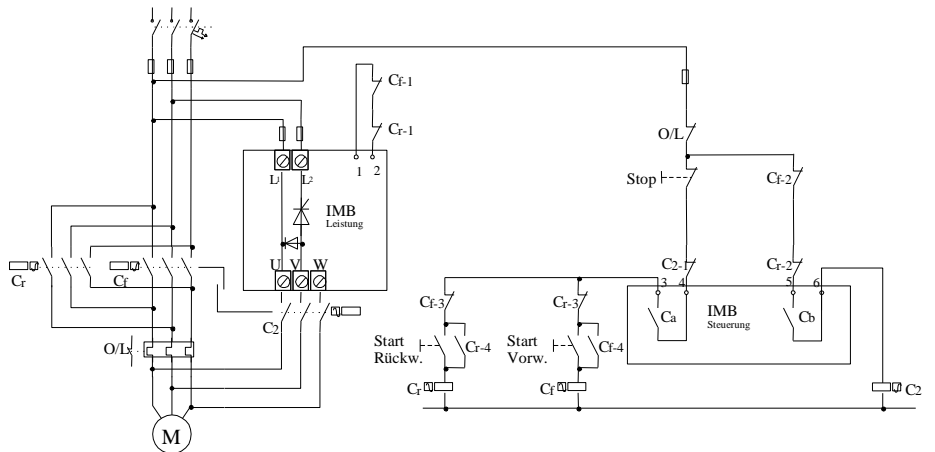 Cf-1
Cr-1
O/L
L1
L2
1 2
Stop
Cf-2
IMB
Leistung
U V W
C2-1
Cr-2
Cr
Cf
3 4
5 6
C2
Cf-3
Cr-3
Ca
IMB
Steuerung
Cb
O/L
Start
Rückw.
Cr-4
Start
Vorw.
Cf-4
Cr
Cf
C2
M